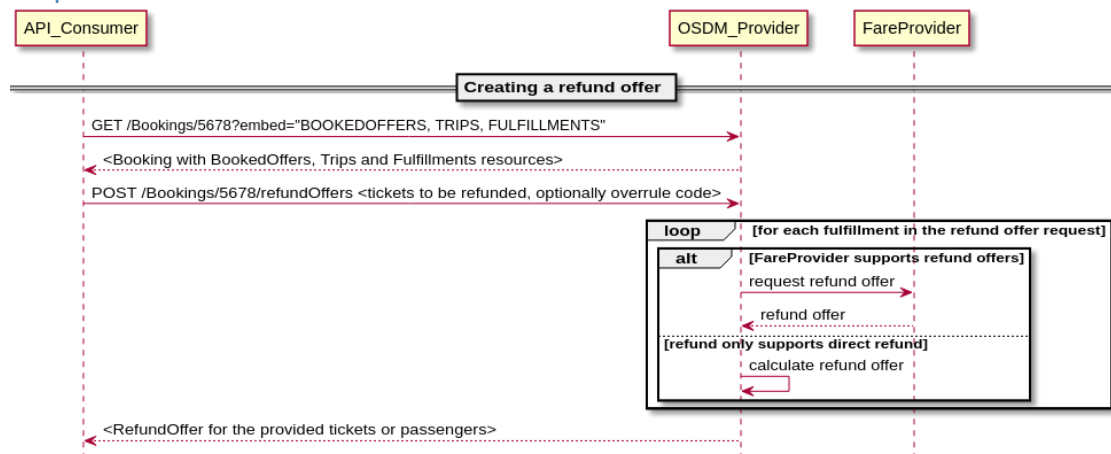 API_Consumer
OSDM_Provider
FareProvider
Creating a refund offer
GET /Bookings/5678?embed="BOOKEDOFFERS, TRIPS, FULFILLMENTS"
<Booking with BookedOffers, Trips and Fulfillments resources>
POST /Bookings/5678/refundOffers <tickets to be refunded, optionally overrule code>
loop [for each fulfillment in the refund offer request]
alt [FareProvider supports refund offers]
request refund offer
refund offer
[refund only supports direct refund]
calculate refund offer
<RefundOffer for the provided tickets or passengers>